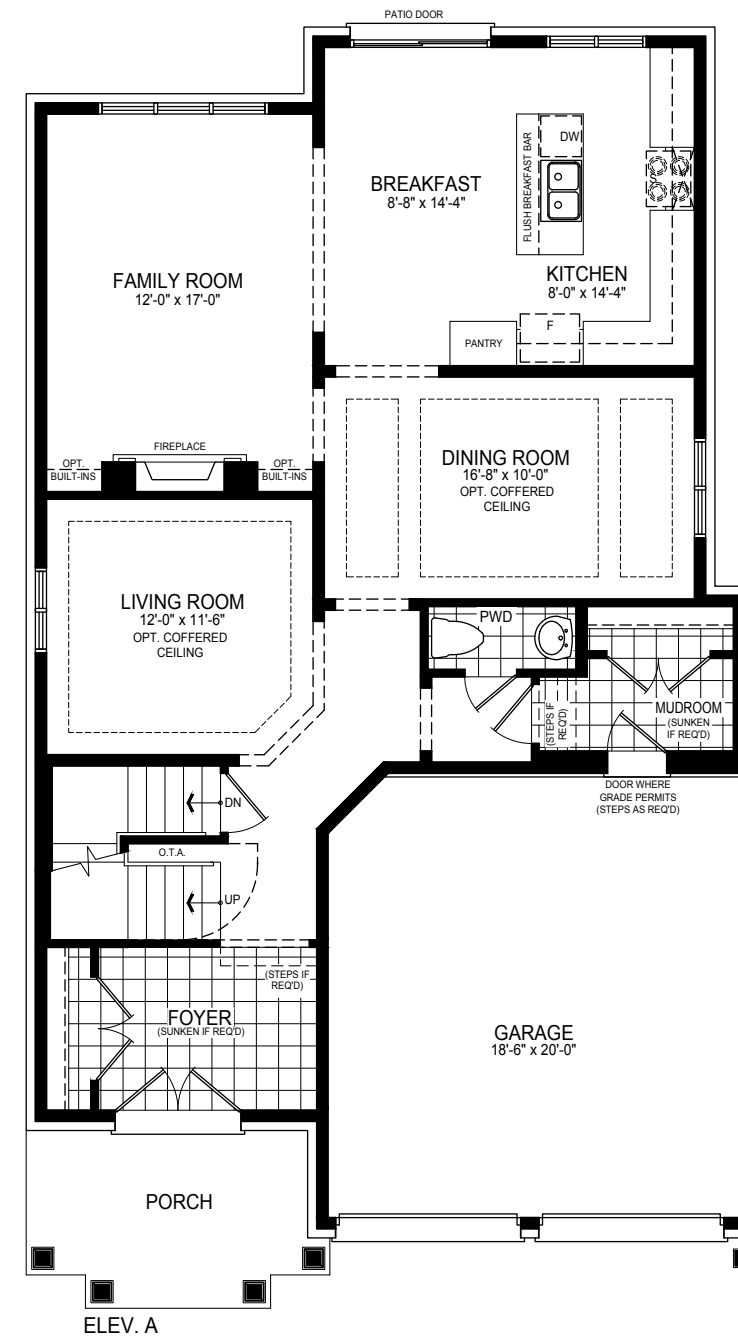 PATIO DOOR
FLUSH BREAKFAST BAR
DW
S
BREAKFAST
8'-8" x 14'-4"
FAMILY ROOM
12'-0" x 17'-0"
KITCHEN
8'-0" x 14'-4"
F
PANTRY
FIREPLACE
OPT.
BUILT-INS
OPT.
BUILT-INS
DINING ROOM
16'-8" x 10'-0"
OPT. COFFERED
CEILING
LIVING ROOM
12'-0" x 11'-6"
OPT. COFFERED
CEILING
PWD
(STEPS IF
REQ'D)
MUDROOM
(SUNKEN
IF REQ'D)
DOOR WHERE
GRADE PERMITS
(STEPS AS REQ'D)
DN
O.T.A.
UP
(STEPS IF
REQ'D)
FOYER
(SUNKEN IF REQ'D)
GARAGE
18'-6" x 20'-0"
PORCH
ELEV. A